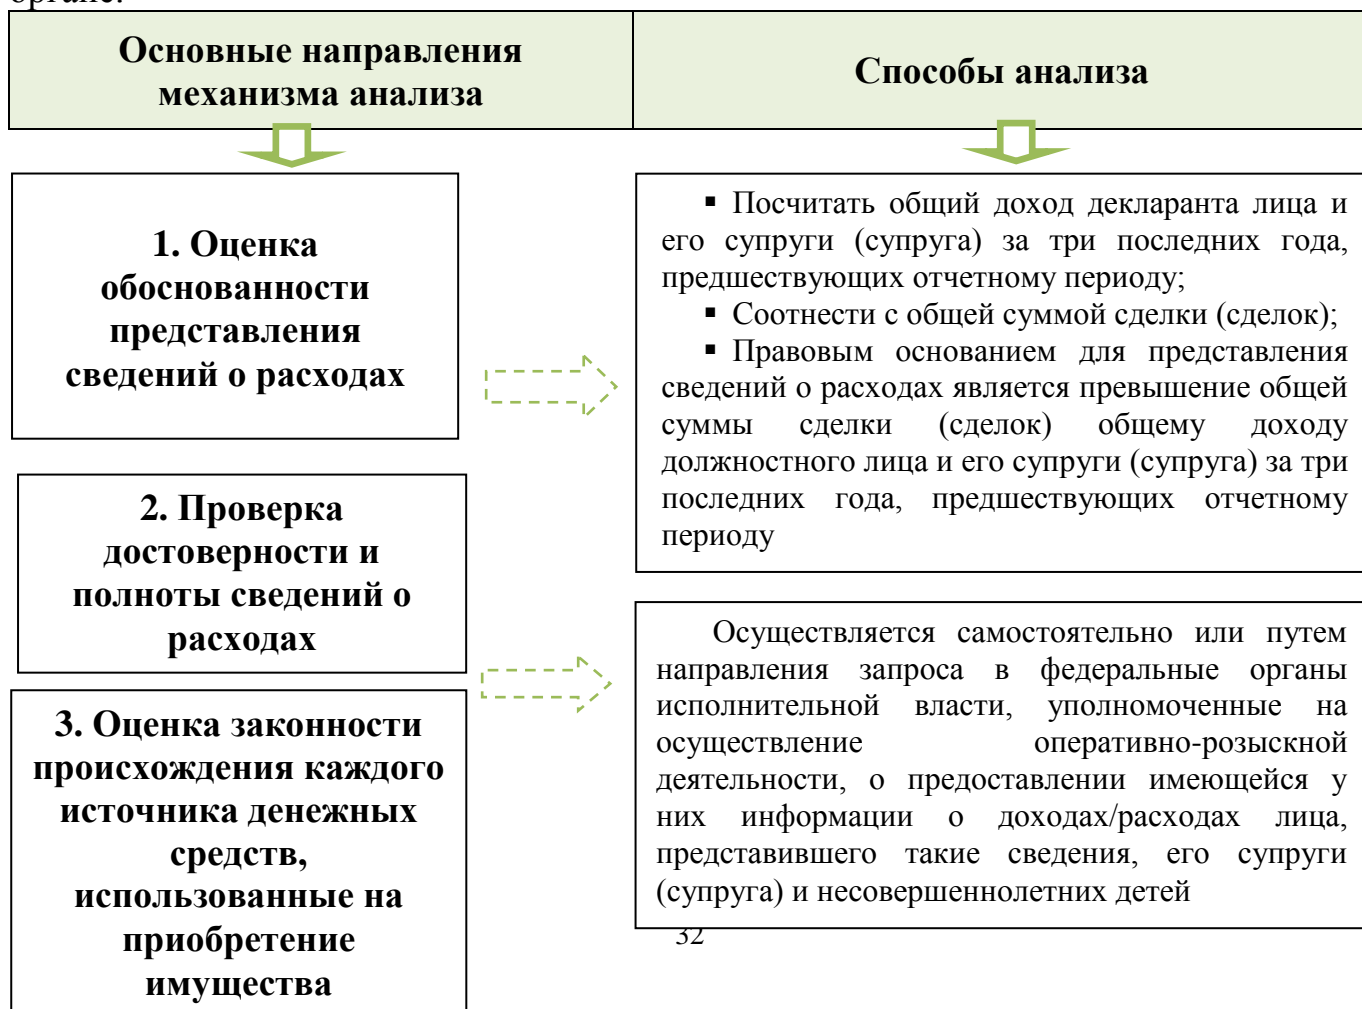 органе.
Основные направления
механизма анализа
Способы анализа
1. Оценка
обоснованности
представления
сведений о расходах
▪ Посчитать общий доход декларанта лица и
его супруги (супруга) за три последних года,
предшествующих отчетному периоду;
▪ Соотнести с общей суммой сделки (сделок);
▪ Правовым основанием для представления
сведений о расходах является превышение общей
суммы сделки (сделок) общему доходу
должностного лица и его супруги (супруга) за три
последних года, предшествующих отчетному
периоду
2. Проверка
достоверности и
полноты сведений о
расходах
3. Оценка законности
происхождения каждого
источника денежных
средств,
использованные на
приобретение
имущества
Осуществляется самостоятельно или путем
направления запроса в федеральные органы
исполнительной власти, уполномоченные на
осуществление оперативно-розыскной
деятельности, о предоставлении имеющейся у
них информации о доходах/расходах лица,
представившего такие сведения, его супруги
(супруга) и несовершеннолетних детей
32